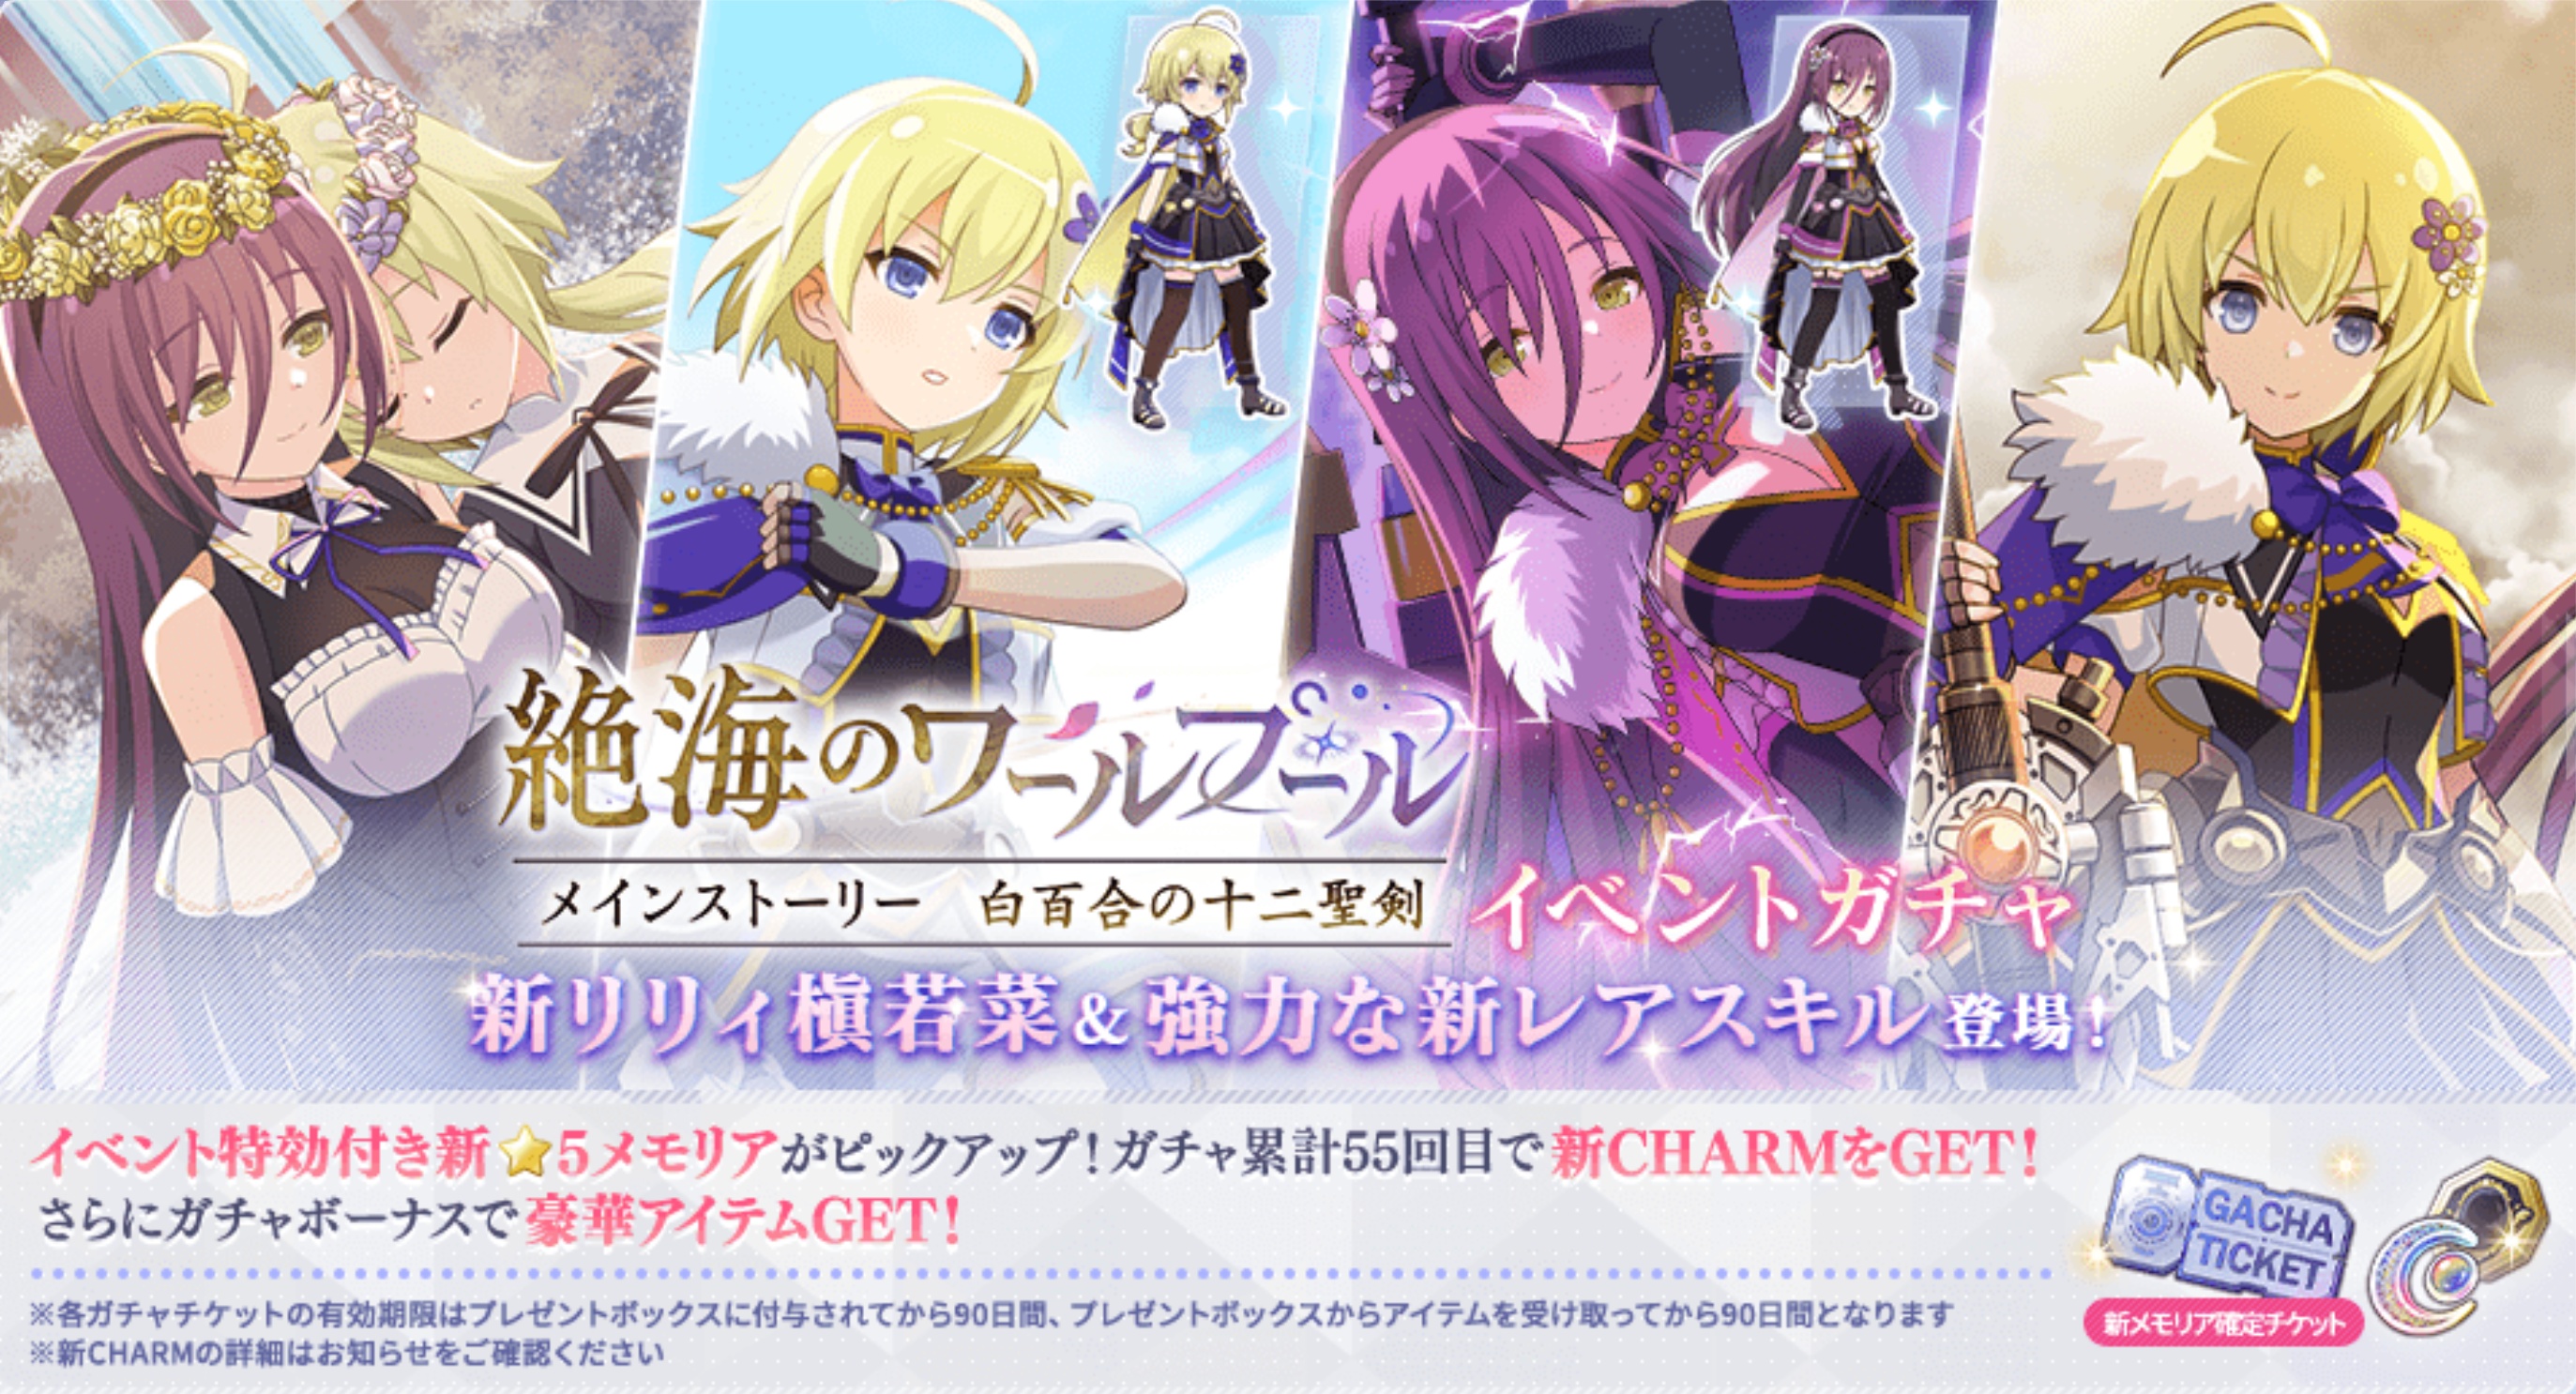 絶海のワールプール
メインストーリー 白百合の十二聖剣
イベントガチャ
新リリィ槇若菜&強力な新レアスキル登場!
イベント特効付き新★5メモリアがピックアップ!ガチャ累計55回目で新CHARMをGET!
さらにガチャボーナスで豪華アイテムGET!
GACHA
TICKET
新メモリア確定チケット
※各ガチャチケットの有効期限はプレゼントボックスに付与されてから90日間、プレゼントボックスからアイテムを受け取ってから90日間となります
※新CHARMの詳細はお知らせをご確認ください